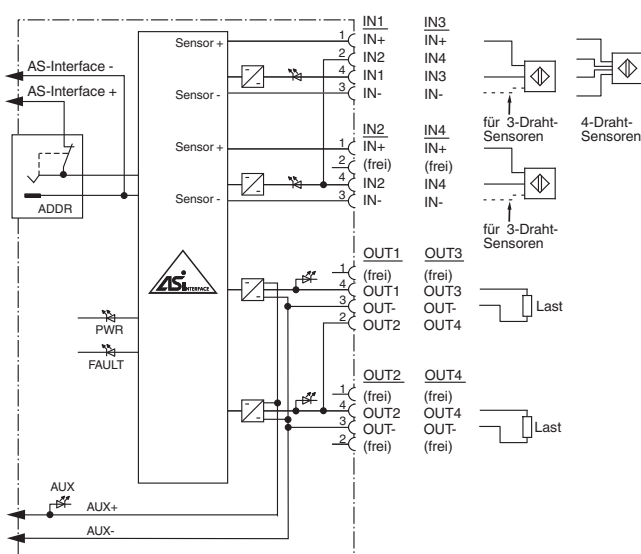 IN1 IN3
Sensor + 1 IN+ IN+
AS-Interface - 2 IN2 IN4
4 IN1 IN3
AS-Interface + Sensor - 3 IN- IN-
für 3-Draht-
Sensoren
4-Draht-
Sensoren
IN2 IN4
Sensor + 1 IN+ IN+
2 (frei) (frei)
4 IN2 IN4
ADDR Sensor - 3 IN- IN-
für 3-Draht-
Sensoren
OUT1 OUT3
1 (frei) (frei)
ASi INTERFACE 4 OUT1 OUT3
3 OUT- OUT- Last
2 OUT2 OUT4
PWR
FAULT
OUT2 OUT4
1 (frei) (frei)
4 OUT2 OUT4
3 OUT- OUT- Last
2 (frei) (frei)
AUX
AUX+
AUX-